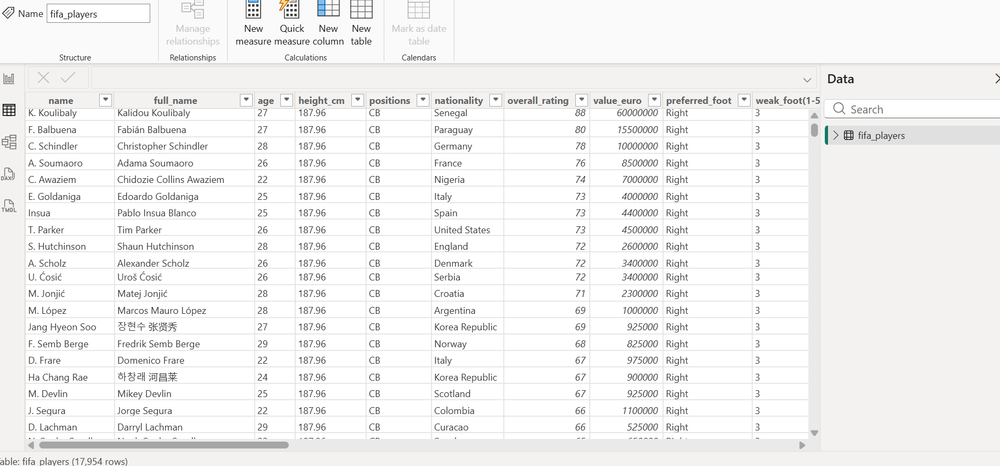 Name fifa_players
Manage relationships
New measure
Quick measure
New column
New table
Mark as date table
Structure
Relationships
Calculations
Calendars
Data
Search
fifa_players
DAX
TMDL
name full_name age height_cm positions nationality overall_rating value_euro preferred_foot weak_foot(1-5
K. Koulibaly Kalidou Koulibaly 27 187.96 CB Senegal 88 60000000 Right 3
F. Balbuena Fabián Balbuena 27 187.96 CB Paraguay 80 15500000 Right 3
C. Schindler Christopher Schindler 28 187.96 CB Germany 78 10000000 Right 3
A. Soumaoro Adama Soumaoro 26 187.96 CB France 76 8500000 Right 3
C. Awaziem Chidozie Collins Awaziem 22 187.96 CB Nigeria 74 7000000 Right 3
E. Goldaniga Edoardo Goldaniga 25 187.96 CB Italy 73 4000000 Right 3
Insua Pablo Insua Blanco 25 187.96 CB Spain 73 4400000 Right 3
T. Parker Tim Parker 26 187.96 CB United States 73 4500000 Right 3
S. Hutchinson Shaun Hutchinson 28 187.96 CB England 72 2600000 Right 3
A. Scholz Alexander Scholz 26 187.96 CB Denmark 72 3400000 Right 3
U. Ćosić Uroš Ćosić 26 187.96 CB Serbia 72 3400000 Right 3
M. Jonjić Matej Jonjić 28 187.96 CB Croatia 71 2300000 Right 3
M. López Marcos Mauro López 28 187.96 CB Argentina 69 1000000 Right 3
Jang Hyeon Soo 장현수 张贤秀 27 187.96 CB Korea Republic 69 925000 Right 3
F. Semb Berge Fredrik Semb Berge 29 187.96 CB Norway 68 825000 Right 3
D. Frare Domenico Frare 22 187.96 CB Italy 67 975000 Right 3
Ha Chang Rae 하창래 河昌莱 24 187.96 CB Korea Republic 67 900000 Right 3
M. Devlin Mikey Devlin 25 187.96 CB Scotland 67 925000 Right 3
J. Segura Jorge Segura 22 187.96 CB Colombia 66 1100000 Right 3
D. Lachman Darryl Lachman 29 187.96 CB Curacao 66 525000 Right 3
able: fifa_players (17,954 rows)